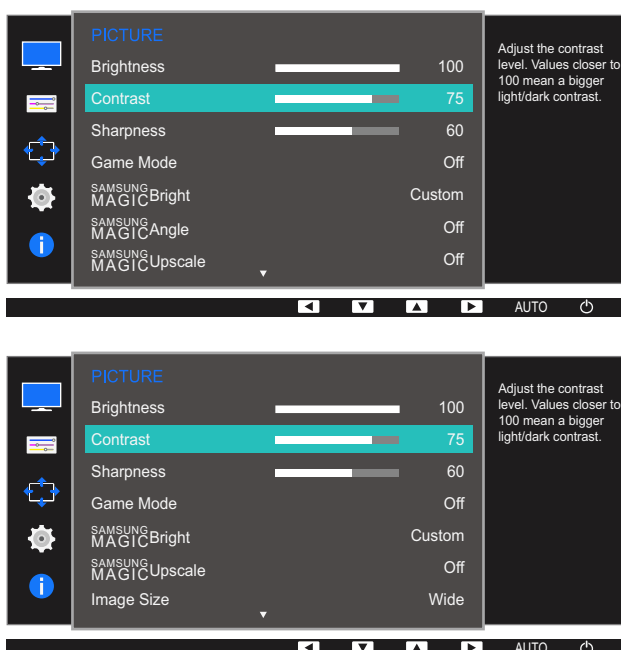 PICTURE
Brightness 100
Contrast 75
Sharpness 60
Game Mode Off
SAMSUNG MAGIC Bright Custom
SAMSUNG MAGIC Angle Off
SAMSUNG MAGIC Upscale Off
Adjust the contrast
level. Values closer to
100 mean a bigger
light/dark contrast.
AUTO
PICTURE
Brightness 100
Contrast 75
Sharpness 60
Game Mode Off
SAMSUNG MAGIC Bright Custom
SAMSUNG MAGIC Upscale Off
Image Size Wide
Adjust the contrast
level. Values closer to
100 mean a bigger
light/dark contrast.
AUTO